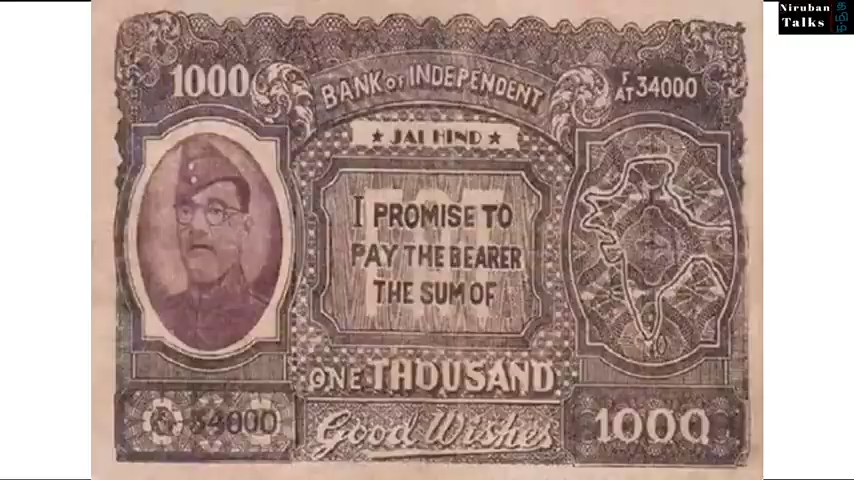 Niruban
Talks
தமிழ்
1000
BANK OF INDEPENDENT
F/AT 34000
★ JAI HIND ★
I PROMISE TO
PAY THE BEARER
THE SUM OF
ONE THOUSAND
34000
Good Wishes
1000